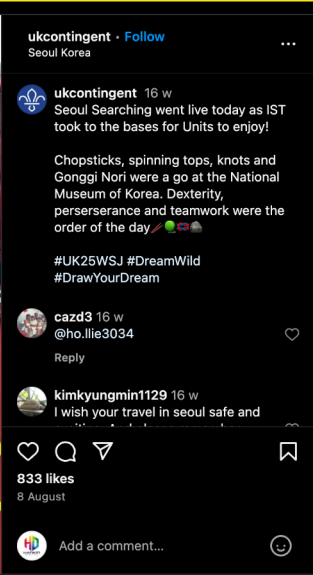 ukcontingent • Follow
Seoul Korea
ukcontingent 16 w
Seoul Searching went live today as IST
took to the bases for Units to enjoy!
Chopsticks, spinning tops, knots and
Gonggi Nori were a go at the National
Museum of Korea. Dexterity,
perserserance and teamwork were the
order of the day
#UK25WSJ #DreamWild
#DrawYourDream
cazd3 16 w
@ho.llie3034
Reply
kimkyungmin1129 16 w
I wish your travel in seoul safe and
833 likes
8 August
HD
Add a comment...